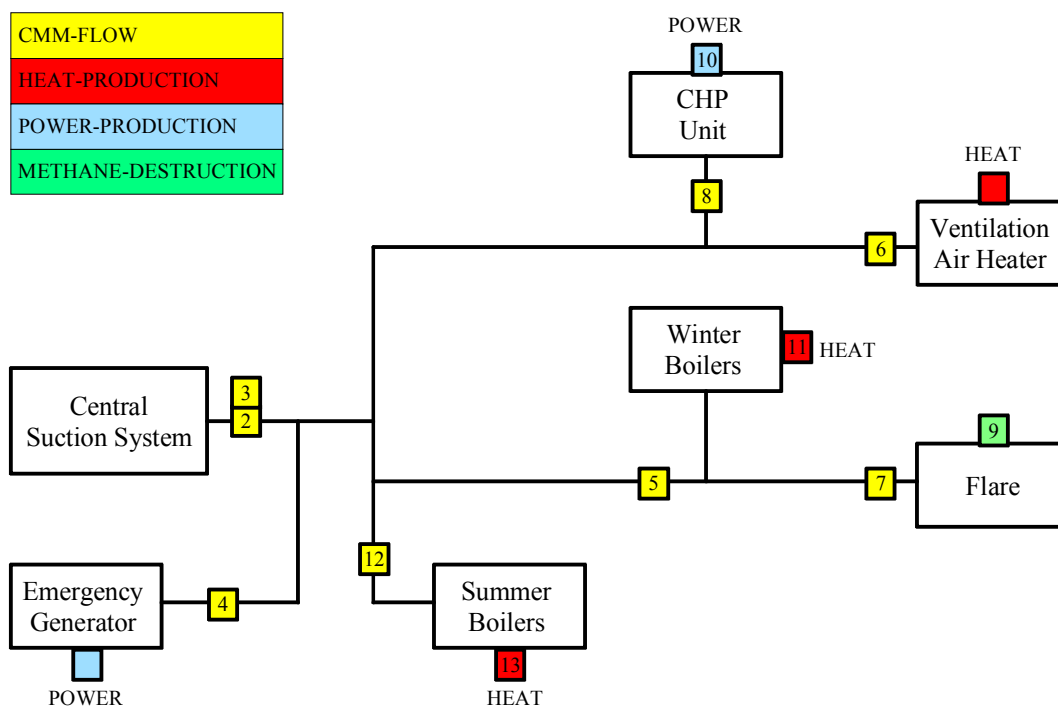 CMM-FLOW
HEAT-PRODUCTION
POWER-PRODUCTION
METHANE-DESTRUCTION
POWER
10
CHP
Unit
8
HEAT
Ventilation
Air Heater
6
Winter
Boilers
11
HEAT
3
2
Central
Suction System
9
Flare
5
7
12
Emergency
Generator
4
POWER
Summer
Boilers
13
HEAT